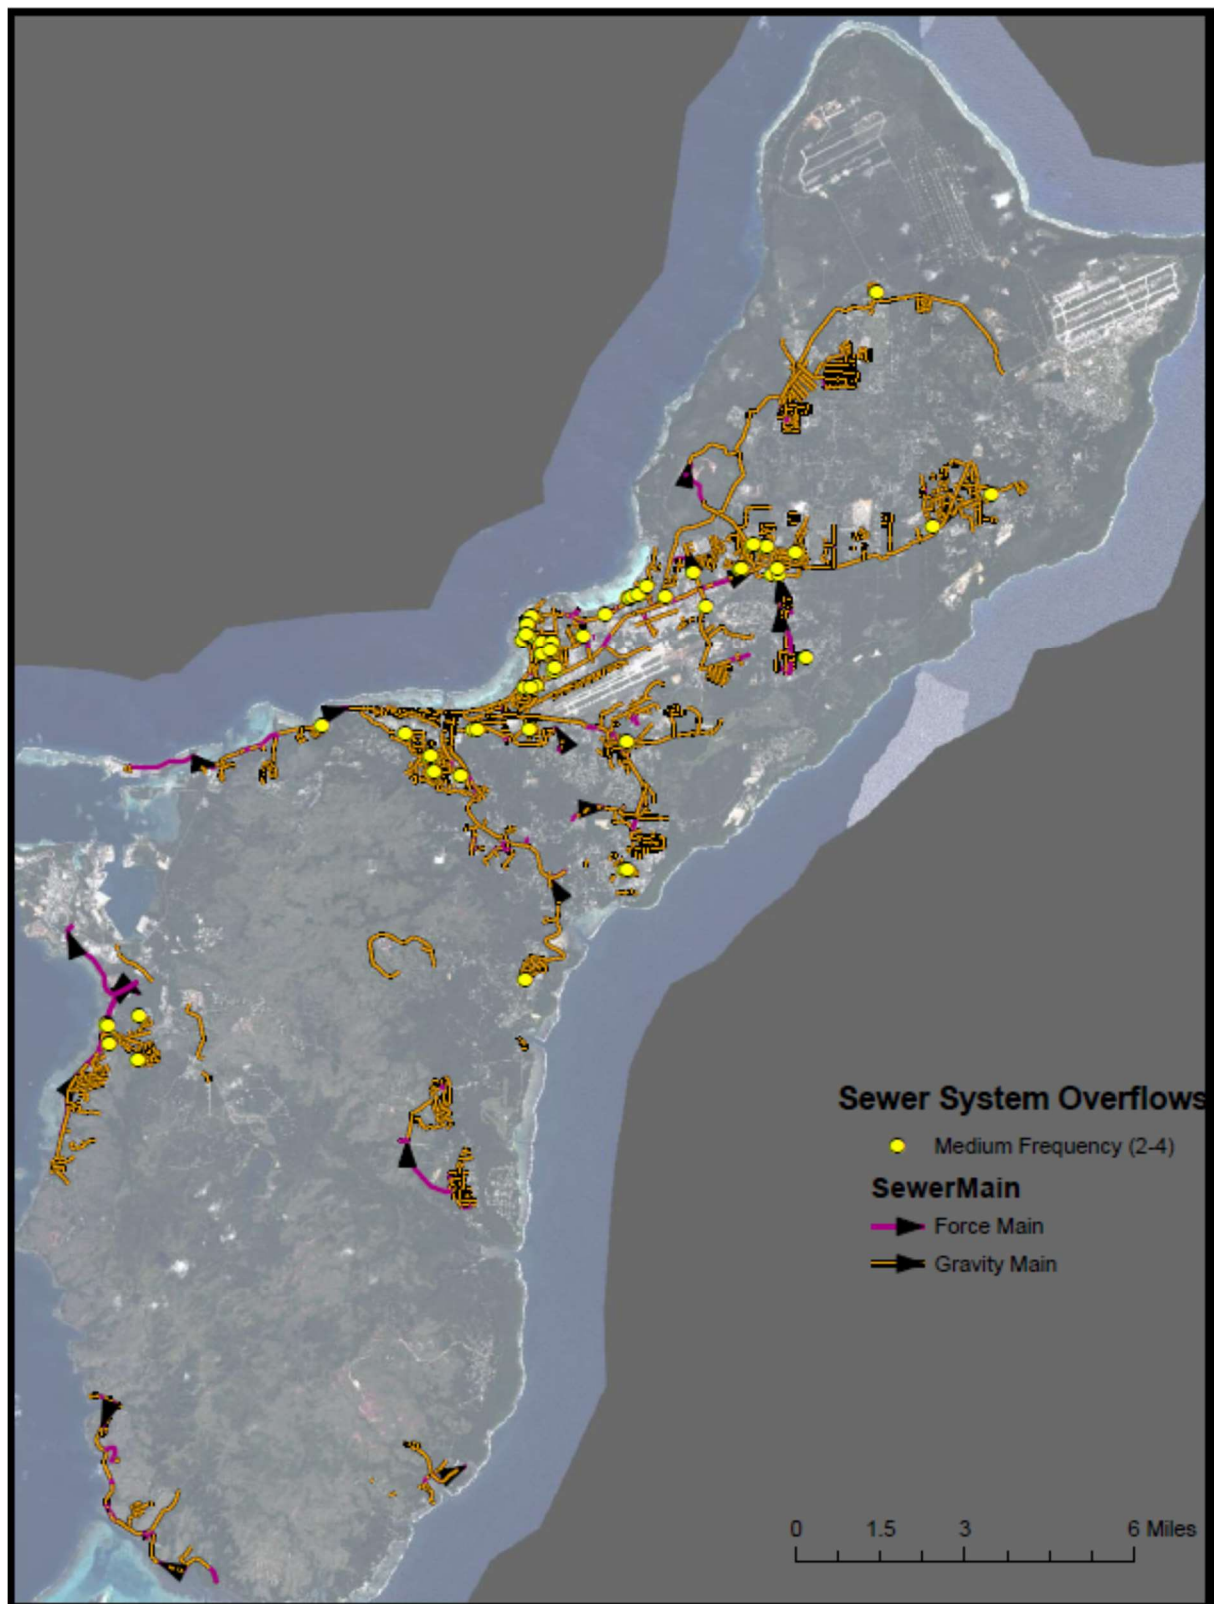 Sewer System Overflows
Medium Frequency (2-4)
SewerMain
Force Main
Gravity Main
0 1.5 3 6 Miles